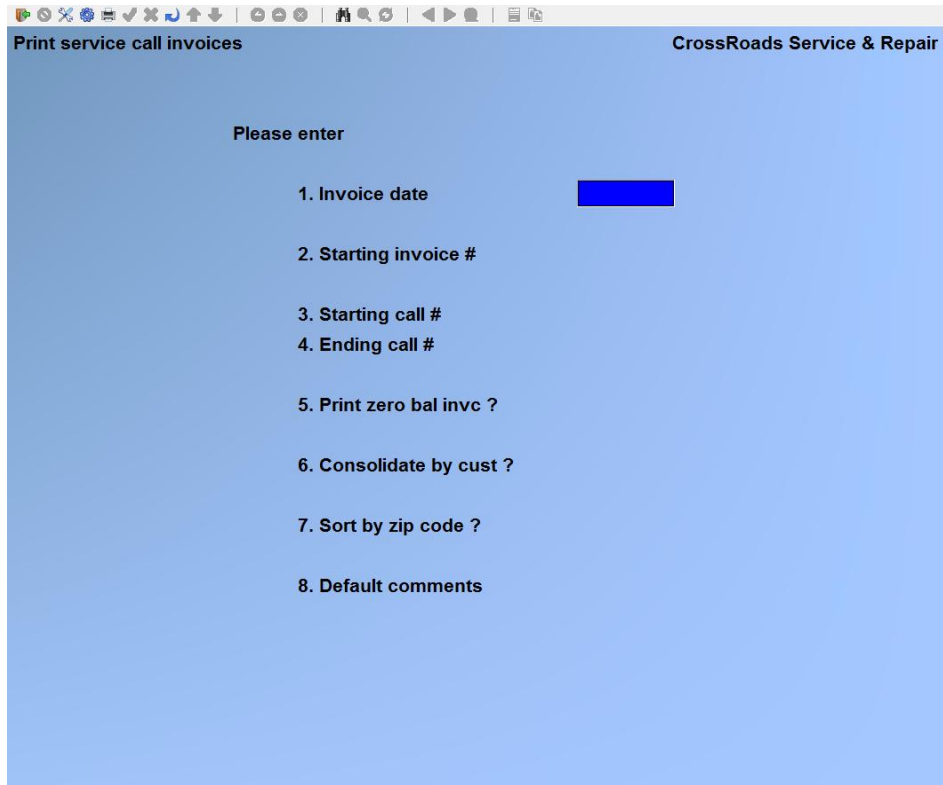 Print service call invoices
CrossRoads Service & Repair
Please enter
1. Invoice date
2. Starting invoice #
3. Starting call #
4. Ending call #
5. Print zero bal invc ?
6. Consolidate by cust ?
7. Sort by zip code ?
8. Default comments